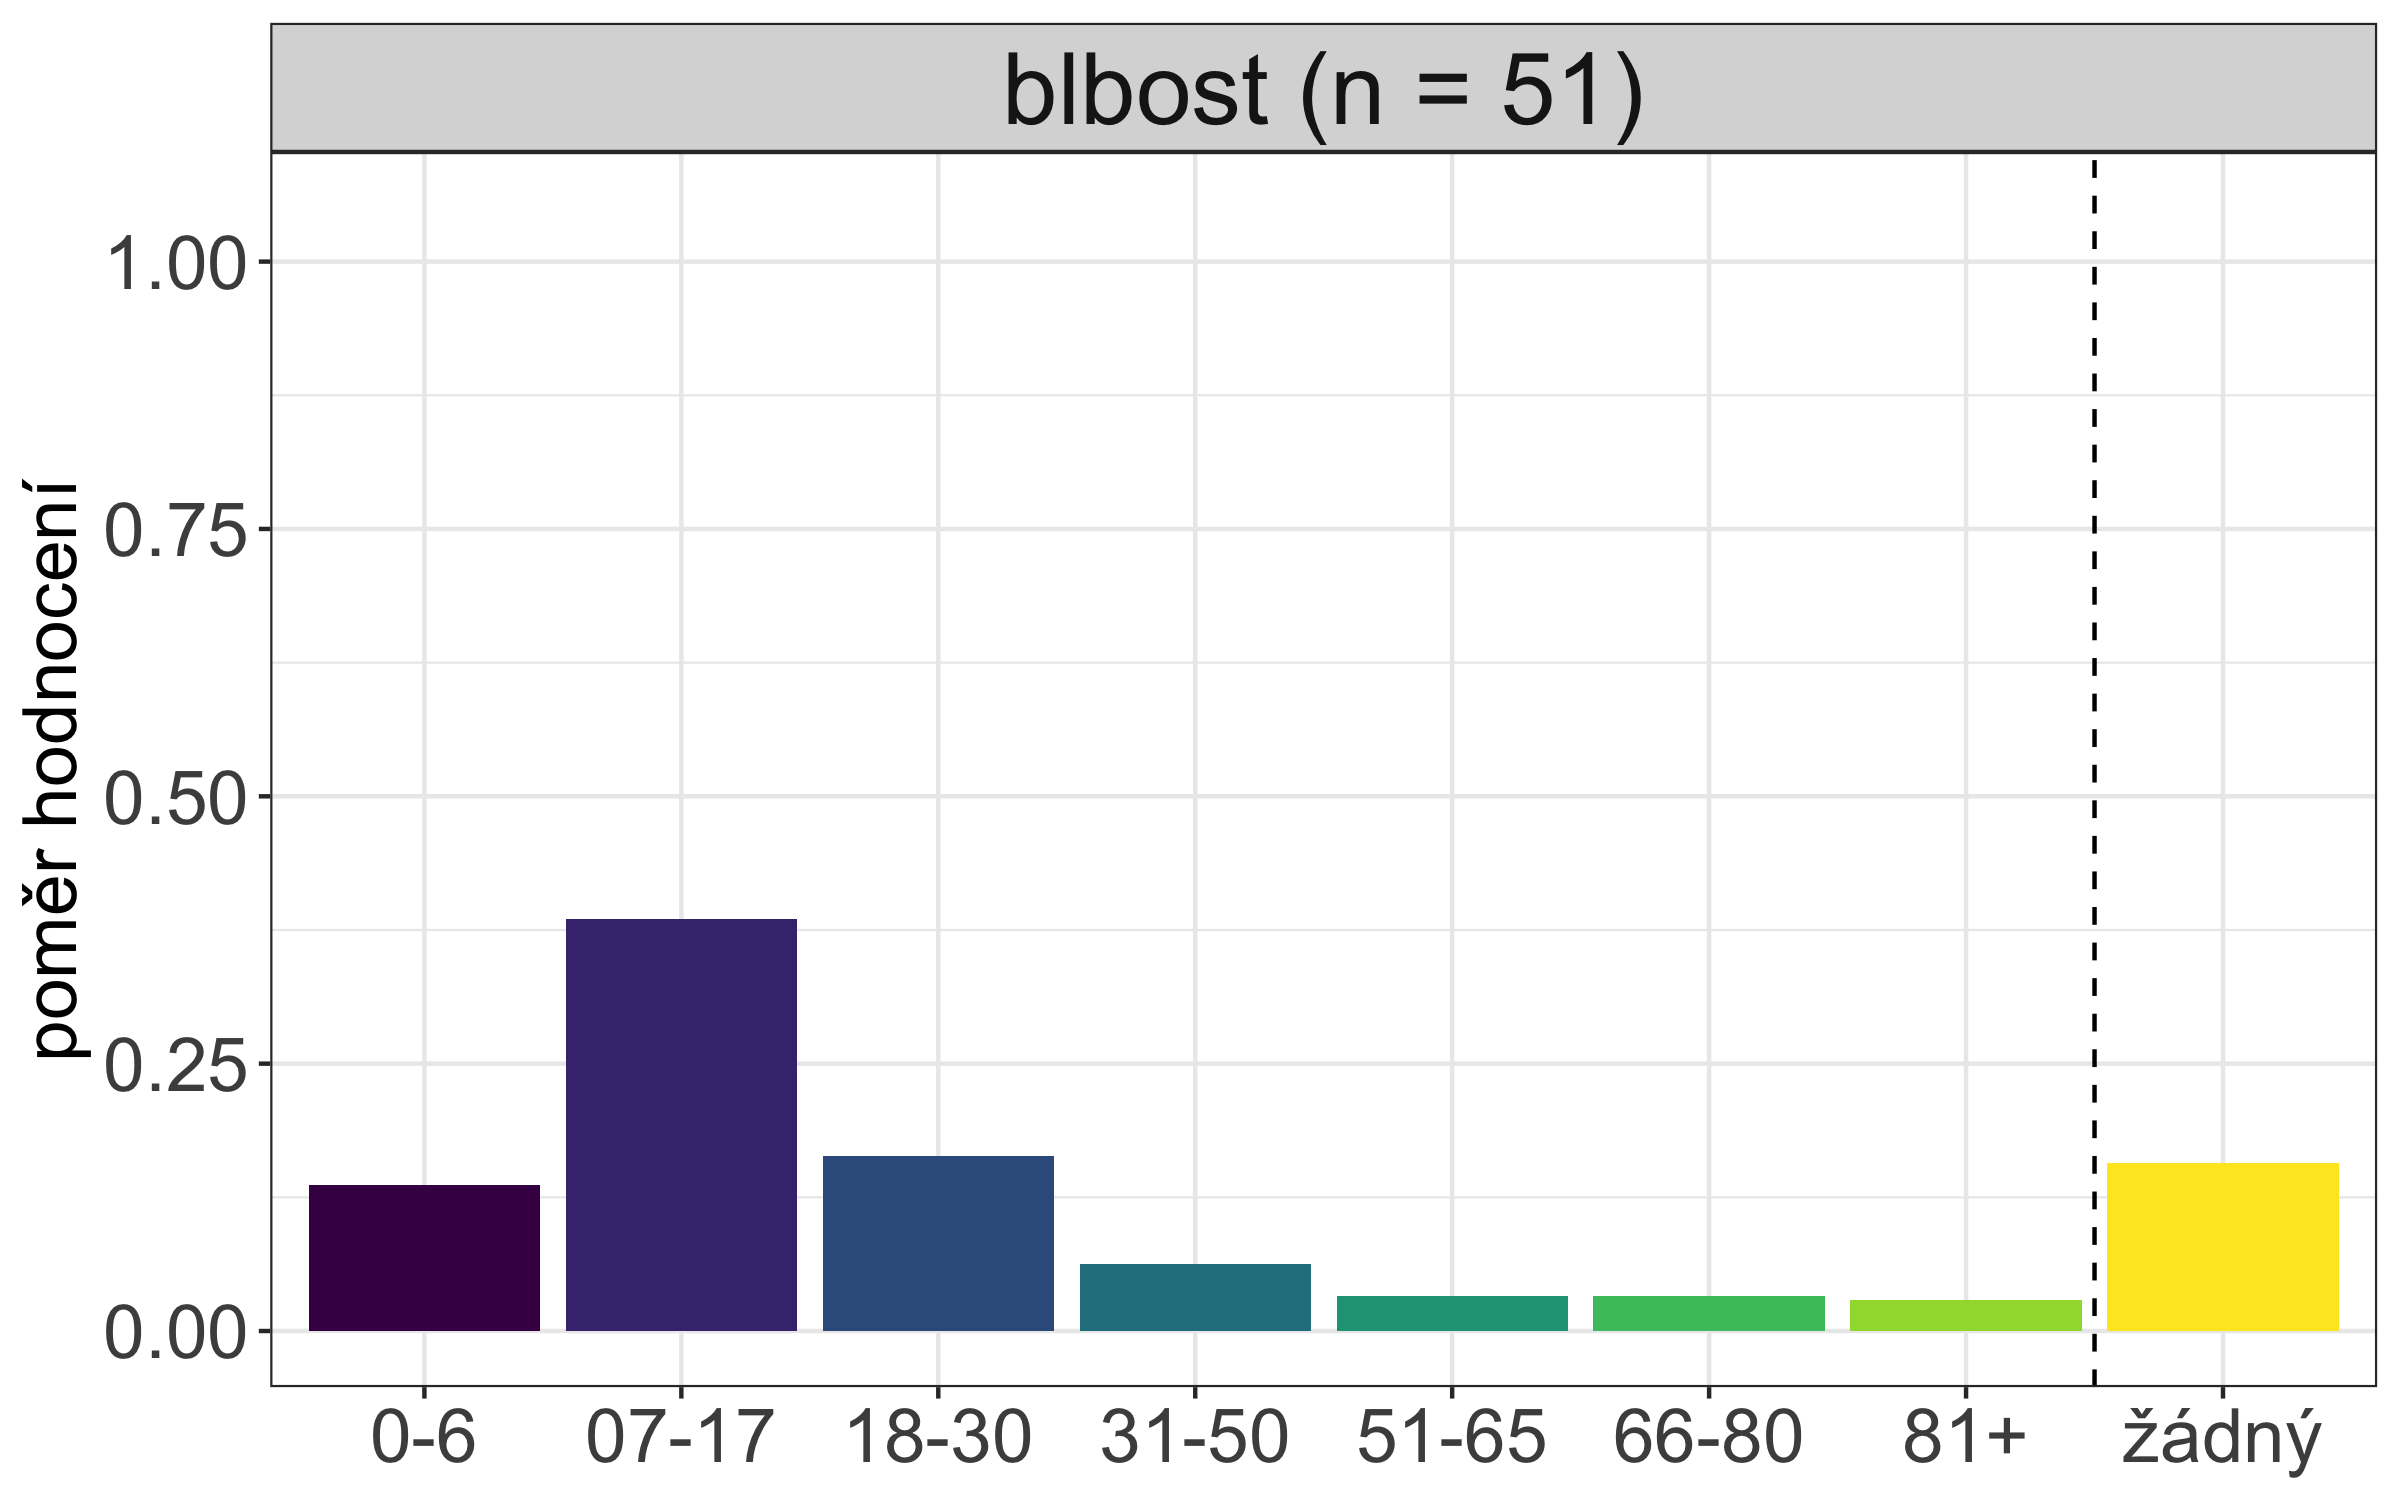 blbost (n = 51)
poměr hodnocení
1.00
0.75
0.50
0.25
0.00
0-6 07-17 18-30 31-50 51-65 66-80 81+ žádný